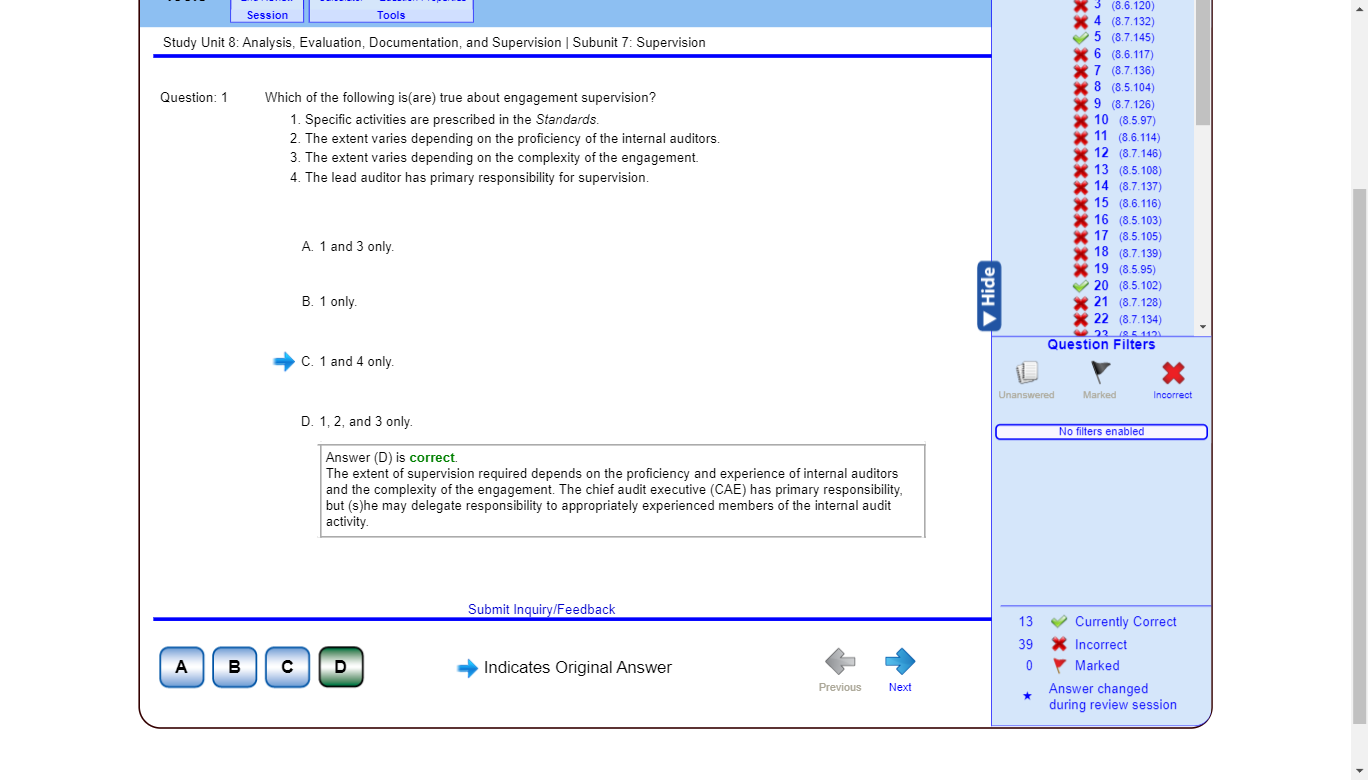 Session
Tools
Study Unit 8: Analysis, Evaluation, Documentation, and Supervision | Subunit 7: Supervision
Question: 1
Which of the following is(are) true about engagement supervision?
1. Specific activities are prescribed in the Standards.
2. The extent varies depending on the proficiency of the internal auditors.
3. The extent varies depending on the complexity of the engagement.
4. The lead auditor has primary responsibility for supervision.
A. 1 and 3 only.
B. 1 only.
C. 1 and 4 only.
D. 1, 2, and 3 only.
Answer (D) is correct.
The extent of supervision required depends on the proficiency and experience of internal auditors
and the complexity of the engagement. The chief audit executive (CAE) has primary responsibility,
but (s)he may delegate responsibility to appropriately experienced members of the internal audit
activity.
Submit Inquiry/Feedback
A B C D
Indicates Original Answer
Previous
Next
Hide
3 (8.6.120)
4 (8.7.132)
5 (8.7.145)
6 (8.6.117)
7 (8.7.136)
8 (8.5.104)
9 (8.7.126)
10 (8.5.97)
11 (8.6.114)
12 (8.7.146)
13 (8.5.108)
14 (8.7.137)
15 (8.6.116)
16 (8.5.103)
17 (8.5.105)
18 (8.7.139)
19 (8.5.95)
20 (8.5.102)
21 (8.7.128)
22 (8.7.134)
23 (8.5.112)
Question Filters
Unanswered
Marked
Incorrect
No filters enabled
13 Currently Correct
39 Incorrect
0 Marked
Answer changed
during review session